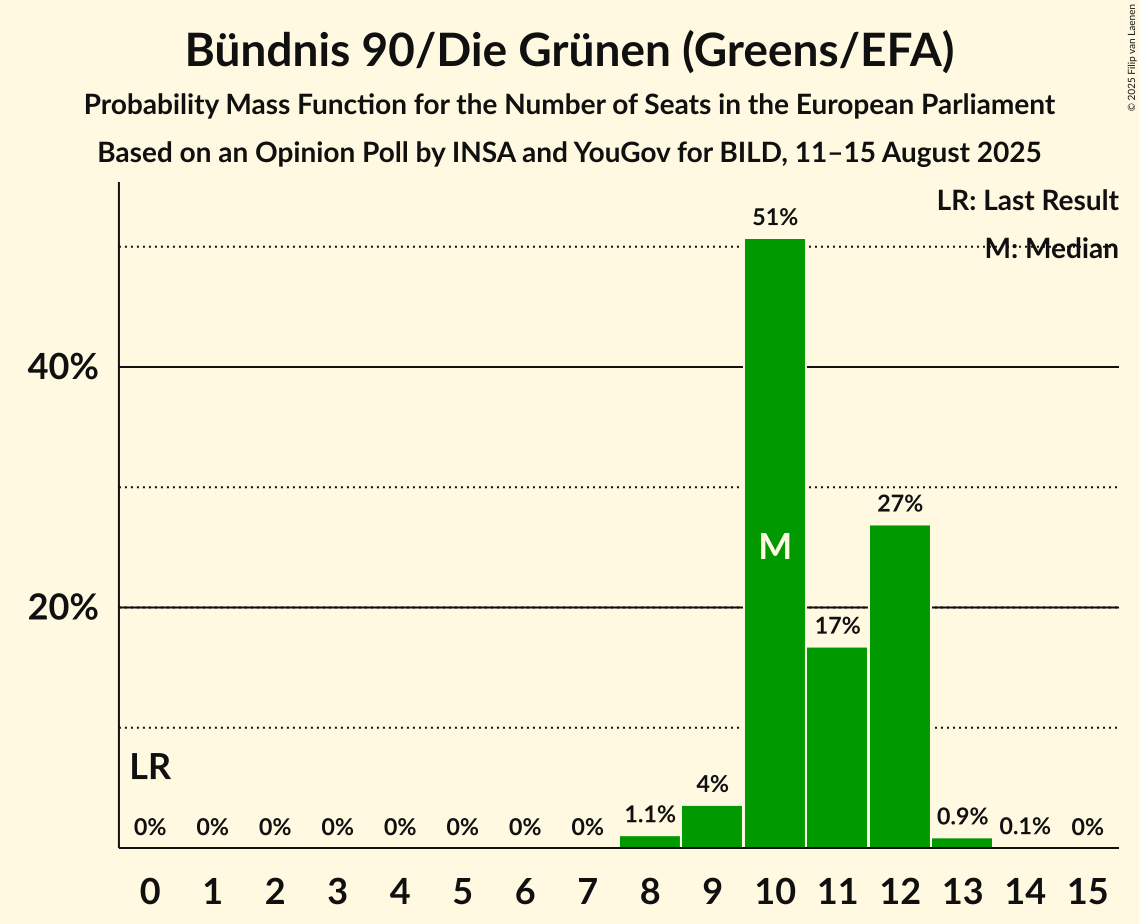 Bündnis 90/Die Grünen (Greens/EFA)
Probability Mass Function for the Number of Seats in the European Parliament
Based on an Opinion Poll by INSA and YouGov for BILD, 11–15 August 2025
© 2025 Filip van Laenen
LR: Last Result
M: Median
51%
40%
27%
M
20%
17%
LR
4%
0% 0% 0% 0% 0% 0% 0% 0% 1.1% 0.9% 0.1% 0%
0 1 2 3 4 5 6 7 8 9 10 11 12 13 14 15